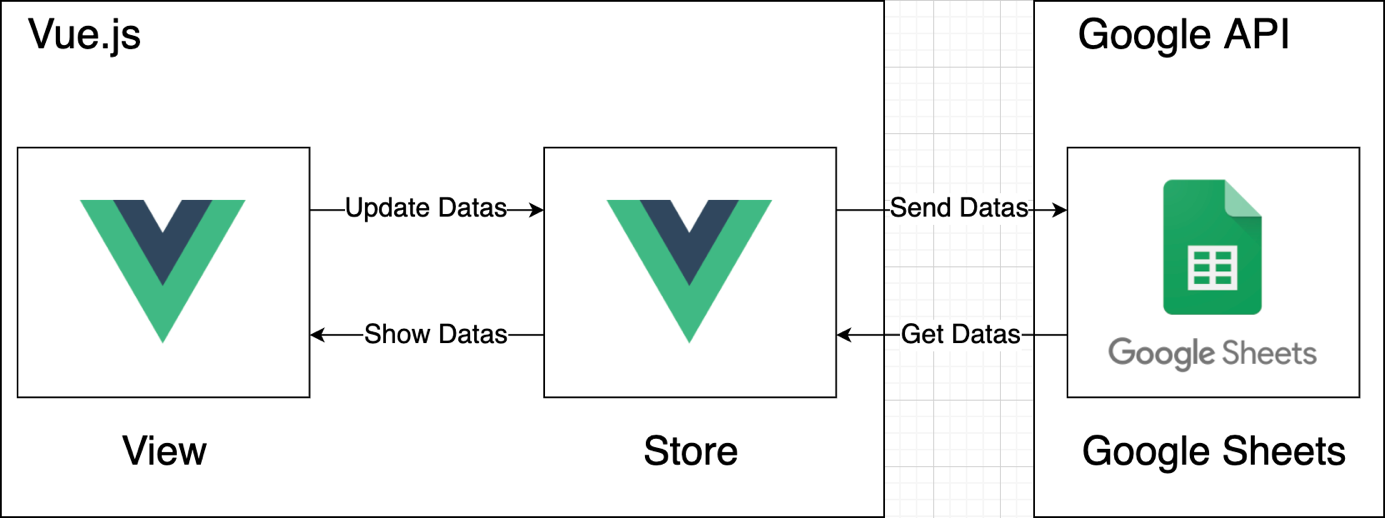 Vue.js
Google API
Update Datas
Send Datas
Show Datas
Get Datas
Google Sheets
View
Store
Google Sheets